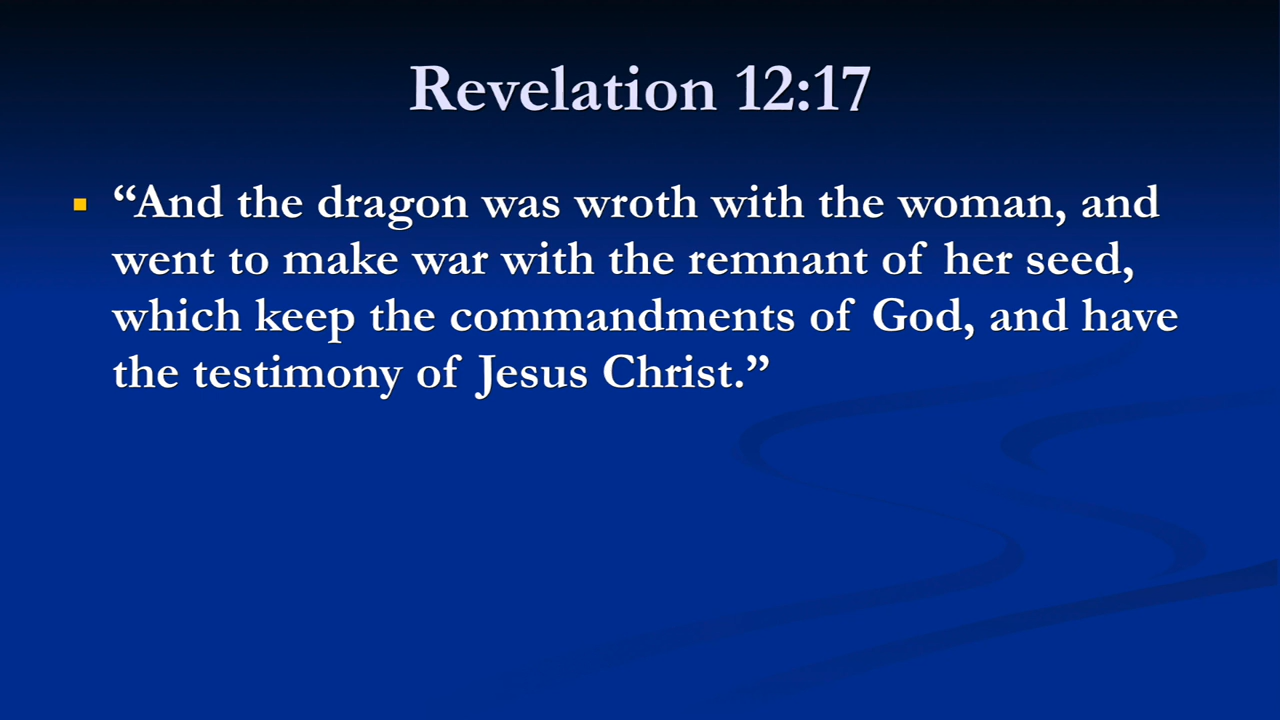 Revelation 12:17
“And the dragon was wroth with the woman, and
went to make war with the remnant of her seed,
which keep the commandments of God, and have
the testimony of Jesus Christ.”